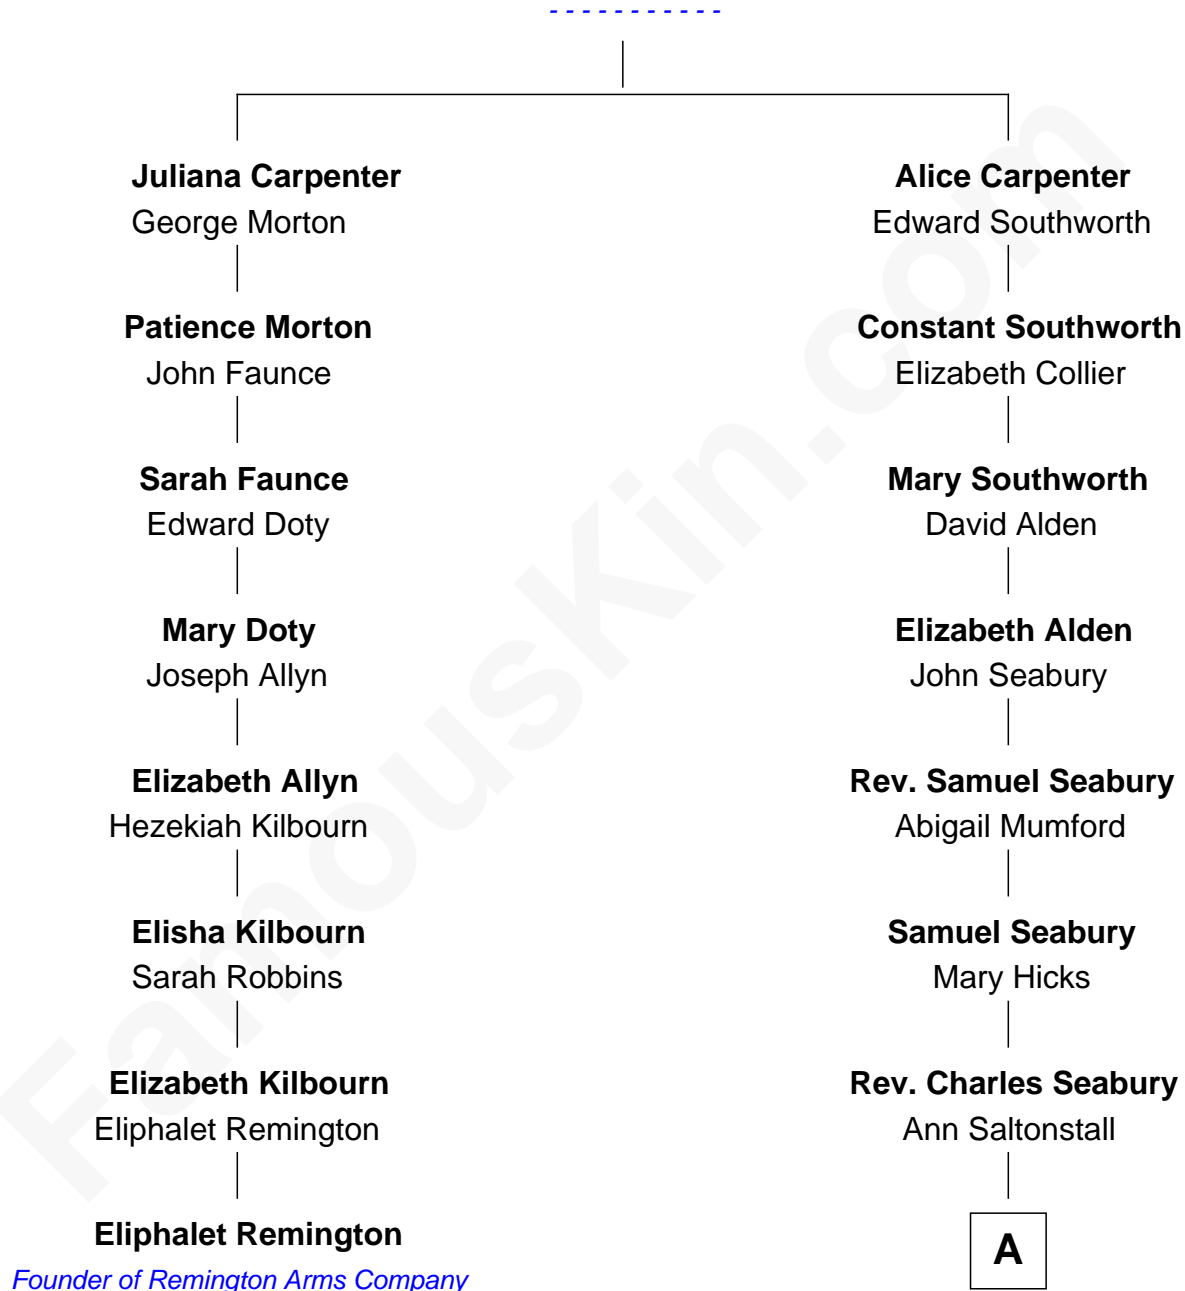 - - - - - - - - - - -
Juliana Carpenter
George Morton
Alice Carpenter
Edward Southworth
Patience Morton
John Faunce
Constant Southworth
Elizabeth Collier
Sarah Faunce
Edward Doty
Mary Southworth
David Alden
Mary Doty
Joseph Allyn
Elizabeth Alden
John Seabury
Elizabeth Allyn
Hezekiah Kilbourn
Rev. Samuel Seabury
Abigail Mumford
Elisha Kilbourn
Sarah Robbins
Samuel Seabury
Mary Hicks
Elizabeth Kilbourn
Eliphalet Remington
Rev. Charles Seabury
Ann Saltonstall
Eliphalet Remington
Founder of Remington Arms Company
A
FamousKin.com